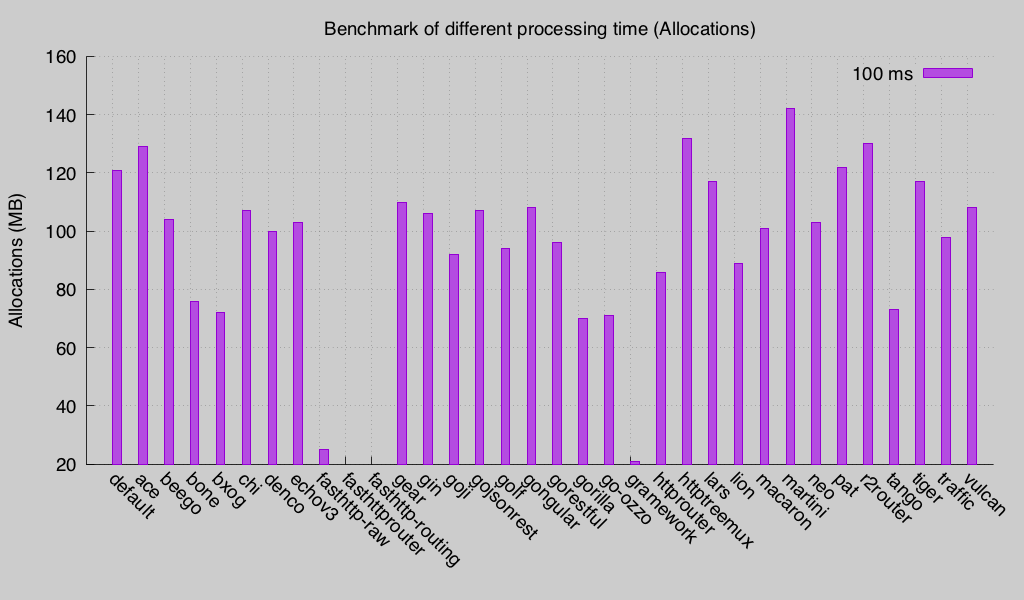 Benchmark of different processing time (Allocations)
100 ms
Allocations (MB)
160
140
120
100
80
60
40
20
default
ace
beego
bone
bxog
chi
denco
echov3
fasthttp-raw
fasthttprouter
fasthttp-routing
gear
gin
goji
gojsonrest
golf
gongular
gorestful
gorilla
go-ozzo
gramework
httprouter
httptreemux
lars
lion
macaron
martini
neo
pat
r2router
tango
tiger
traffic
vulcan